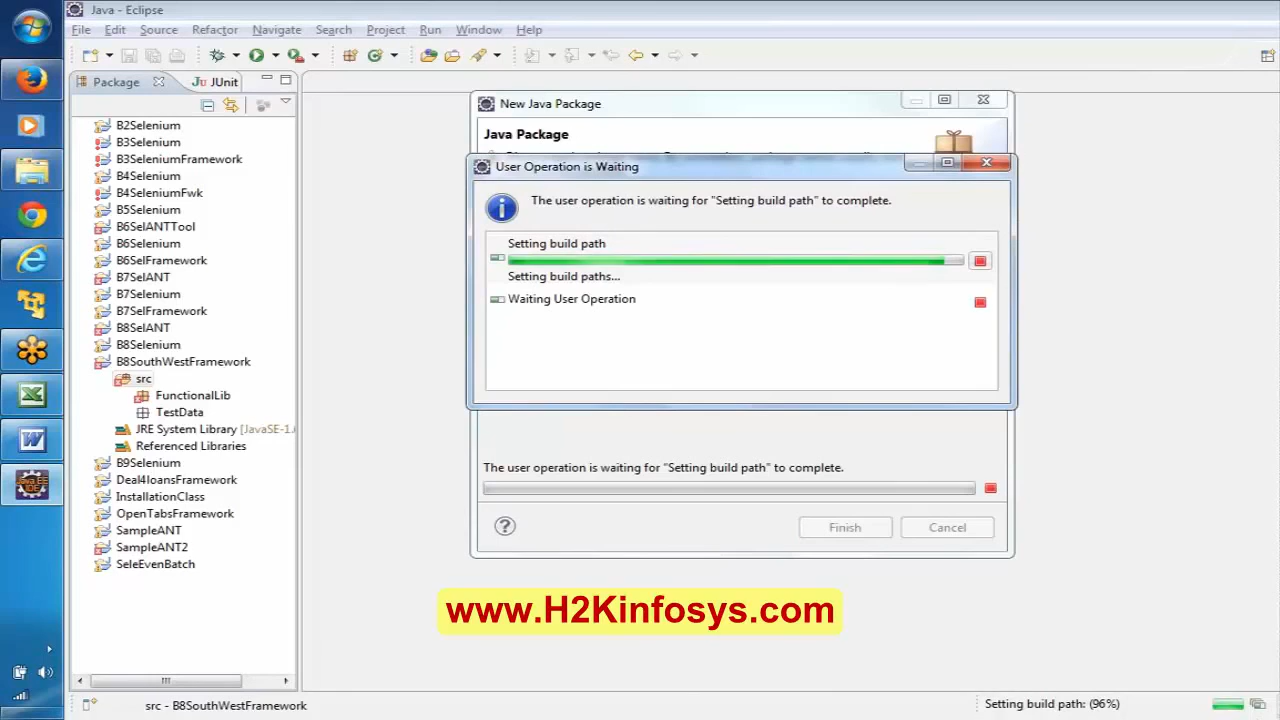 Java - Eclipse
File Edit Source Refactor Navigate Search Project Run Window Help
Package
JUnit
B2Selenium
B3Selenium
B3SeleniumFramework
B4Selenium
B4SeleniumFwk
B5Selenium
B6SelANTTool
B6Selenium
B6SelFramework
B7SelANT
B7Selenium
B7SelFramework
B8SelANT
B8Selenium
B8SouthWestFramework
src
FunctionalLib
TestData
JRE System Library [JavaSE-1.
Referenced Libraries
B9Selenium
Deal4loansFramework
InstallationClass
OpenTabsFramework
SampleANT
SampleANT2
SeleEvenBatch
New Java Package
Java Package
User Operation is Waiting
The user operation is waiting for "Setting build path" to complete.
Setting build path
Setting build paths...
Waiting User Operation
The user operation is waiting for "Setting build path" to complete.
Finish
Cancel
www.H2Kinfosys.com
src - B8SouthWestFramework
Setting build path: (96%)